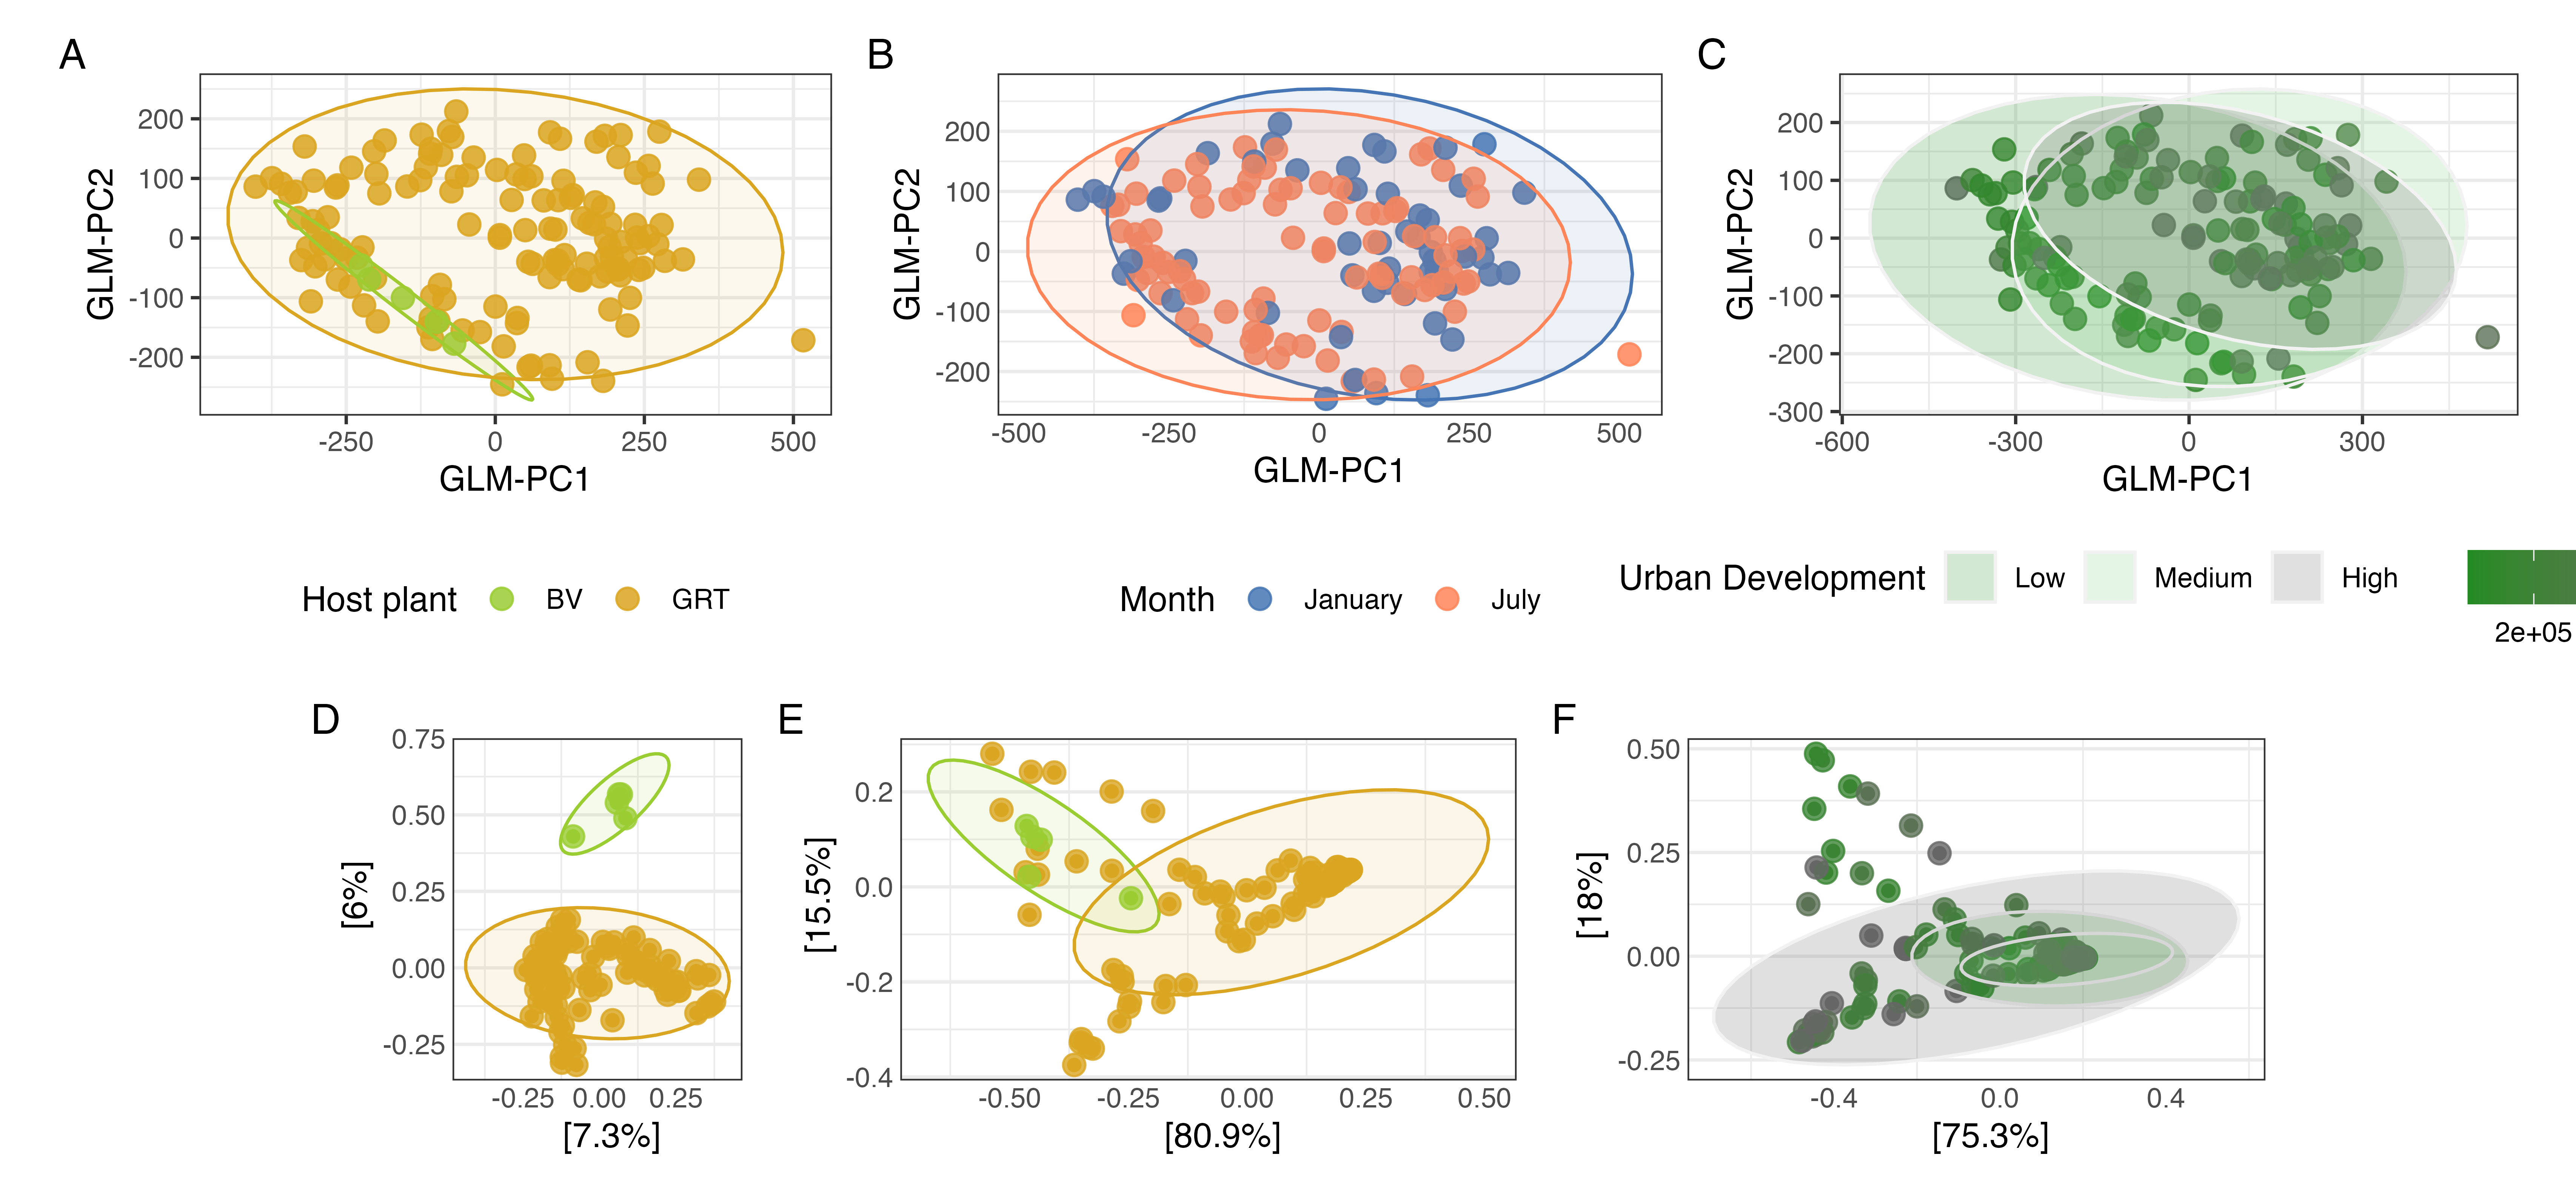 A
B
C
200
100
0
-100
-200
GLM-PC2
-250
0
250
500
GLM-PC1
200
100
0
-100
-200
GLM-PC2
-500
-250
0
250
500
GLM-PC1
200
100
0
-100
-200
-300
GLM-PC2
-600
-300
0
300
GLM-PC1
Host plant BV GRT
Month January July
Urban Development Low Medium High
2e+05
D
E
F
0.75
0.50
0.25
0.00
-0.25
[6%]
-0.25 0.00 0.25
[7.3%]
0.2
0.0
-0.2
-0.4
[15.5%]
-0.50 -0.25 0.00 0.25 0.50
[80.9%]
0.50
0.25
0.00
-0.25
[18%]
-0.4 0.0 0.4
[75.3%]